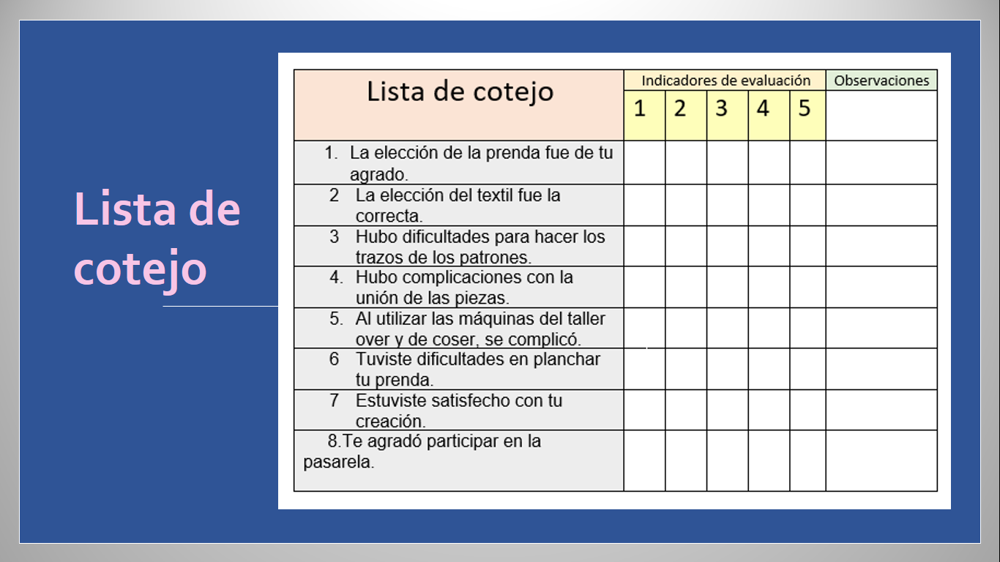 Lista de
cotejo
Lista de cotejo
Indicadores de evaluación
Observaciones
1 2 3 4 5
1. La elección de la prenda fue de tu
agrado.
2 La elección del textil fue la
correcta.
3 Hubo dificultades para hacer los
trazos de los patrones.
4. Hubo complicaciones con la
unión de las piezas.
5. Al utilizar las máquinas del taller
over y de coser, se complicó.
6 Tuviste dificultades en planchar
tu prenda.
7 Estuviste satisfecho con tu
creación.
8.Te agradó participar en la
pasarela.